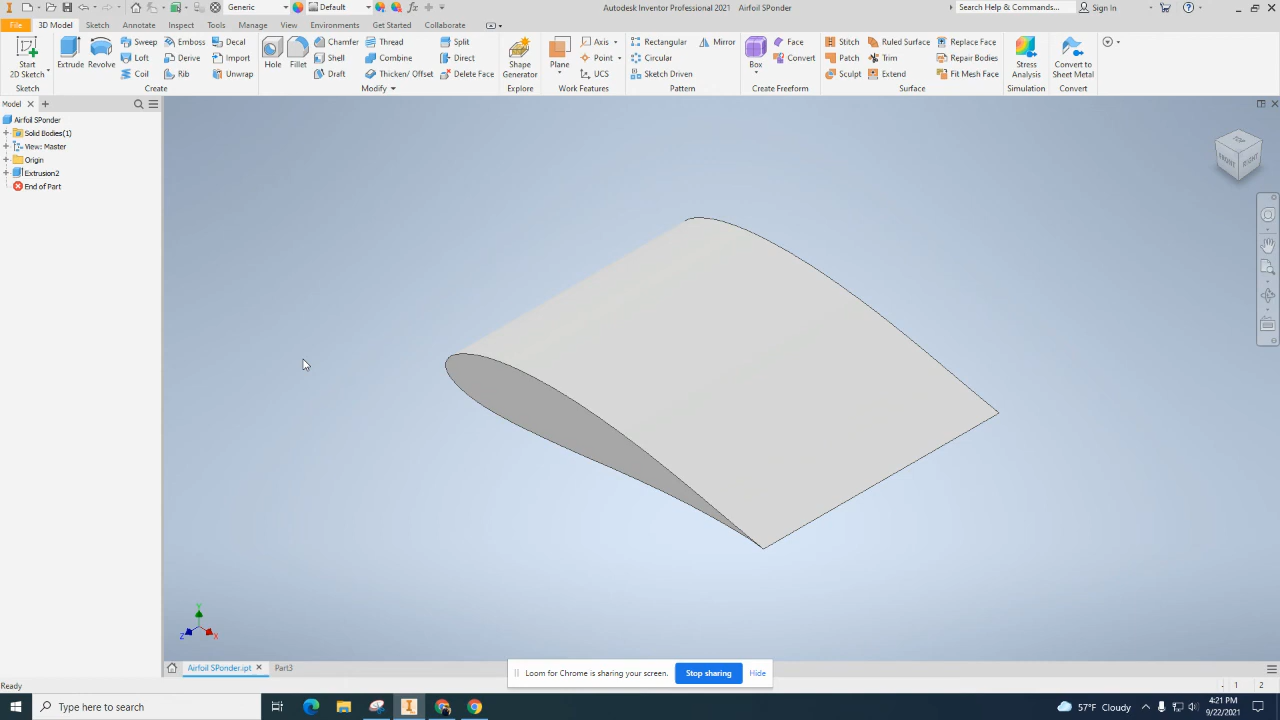 Generic
Default
Autodesk Inventor Professional 2021 Airfoil SPonder
Search Help & Commands...
Sign In
File 3D Model Sketch Annotate Inspect Tools Manage View Environments Get Started Collaborate
Start
2D Sketch
Sketch
Extrude
Revolve
Sweep
Loft
Coil
Emboss
Derive
Rib
Decal
Import
Unwrap
Create
Hole
Fillet
Chamfer
Shell
Draft
Thread
Combine
Thicken/ Offset
Split
Direct
Delete Face
Modify
Shape
Generator
Explore
Plane
Axis
Point
UCS
Work Features
Rectangular
Circular
Sketch Driven
Mirror
Pattern
Box
Face
Convert
Create Freeform
Stitch
Patch
Sculpt
Ruled Surface
Trim
Extend
Replace Face
Repair Bodies
Fit Mesh Face
Surface
Stress
Analysis
Simulation
Convert to
Sheet Metal
Convert
Model
Airfoil SPonder
Solid Bodies(1)
View: Master
Origin
Extrusion2
End of Part
TOP
FRONT
RIGHT
Y
Z
X
Airfoil SPonder.ipt
Part3
Loom for Chrome is sharing your screen.
Stop sharing
Hide
Ready
1
2
Type here to search
57°F Cloudy
4:21 PM
9/22/2021